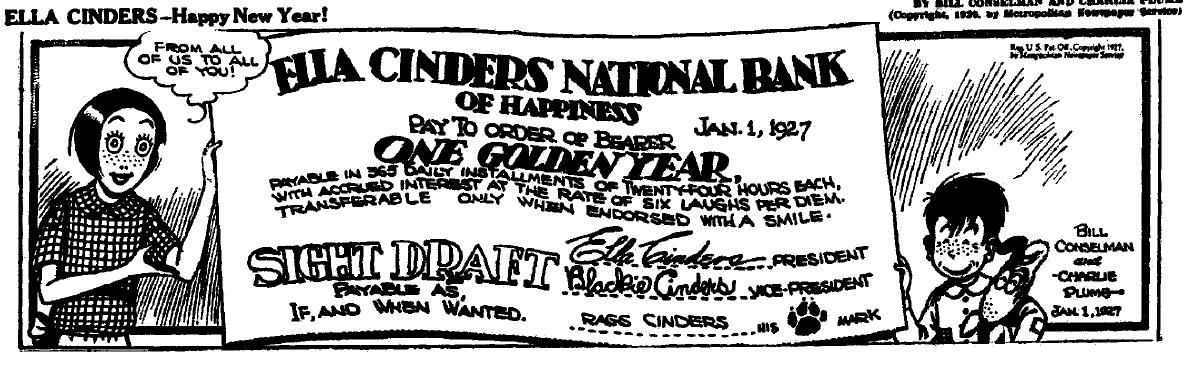 ELLA CINDERS—Happy New Year!
BY BILL CONSELMAN AND CHARLIE PLUMB
(Copyright, 1926, by Metropolitan Newspaper Service)
FROM ALL
OF US TO ALL
OF YOU!
ELLA CINDERS NATIONAL BANK
OF HAPPINESS
PAY TO ORDER OF BEARER
JAN. 1, 1927
ONE GOLDEN YEAR,
PAYABLE IN 365 DAILY INSTALLMENTS OF TWENTY-FOUR HOURS EACH,
WITH ACCRUED INTEREST AT THE RATE OF SIX LAUGHS PER DIEM.
TRANSFERABLE ONLY WHEN ENDORSED WITH A SMILE.
SIGHT DRAFT
PAYABLE AS,
IF, AND WHEN WANTED.
Ella Cinders PRESIDENT
Blackie Cinders VICE-PRESIDENT
RAGS CINDERS HIS MARK
Reg. U. S. Pat. Off., Copyright 1927,
by Metropolitan Newspaper Service
BILL
CONSELMAN
and
CHARLIE
PLUMB—
JAN. 1, 1927